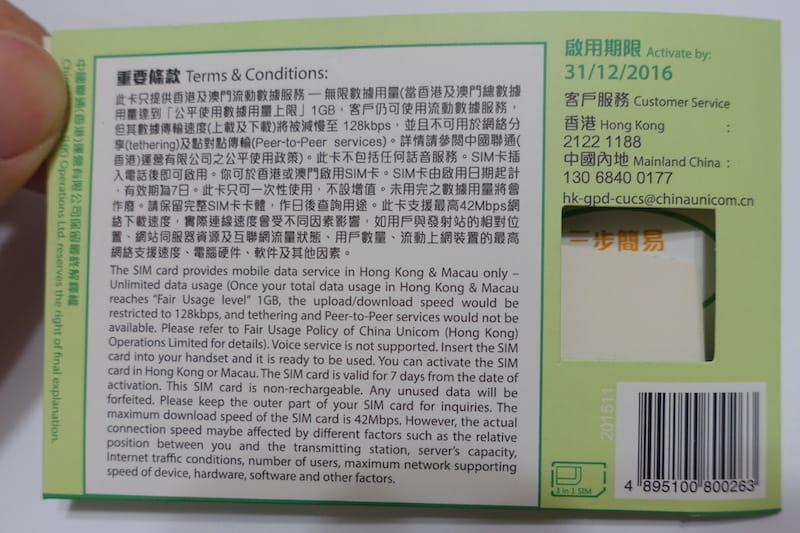 重要條款 Terms & Conditions:
此卡只提供香港及澳門流動數據服務 — 無限數據用量(當香港及澳門總數據
用量達到「公平使用數據用量上限」1GB，客戶仍可使用流動數據服務，
但其數據傳輸速度(上載及下載)將被減慢至 128kbps，並且不可用於網絡分
享(tethering)及點對點傳輸(Peer-to-Peer services)。詳情請參閱中國聯通(
香港)運營有限公司之公平使用政策)。此卡不包括任何話音服務。SIM卡插
入電話後即可啟用。你可於香港或澳門啟用SIM卡。SIM卡由啟用日期起計
，有效期為7日。此卡只可一次性使用，不設增值。未用完之數據用量將會
作廢。請保留完整SIM卡卡體，作日後查詢用途。此卡支援最高42Mbps網
絡下載速度，實際連線速度會受不同因素影響，如用戶與發射站的相對位
置、網站伺服器資源及互聯網流量狀態、用戶數量、流動上網裝置的最高
網絡支援速度、電腦硬件、軟件及其他因素。
The SIM card provides mobile data service in Hong Kong & Macau only –
Unlimited data usage (Once your total data usage in Hong Kong & Macau
reaches "Fair Usage level" 1GB, the upload/download speed would be
restricted to 128kbps, and tethering and Peer-to-Peer services would not be
available. Please refer to Fair Usage Policy of China Unicom (Hong Kong)
Operations Limited for details). Voice service is not supported. Insert the SIM
card into your handset and it is ready to be used. You can activate the SIM
card in Hong Kong or Macau. The SIM card is valid for 7 days from the date of
activation. This SIM card is non-rechargeable. Any unused data will be
forfeited. Please keep the outer part of your SIM card for inquiries. The
maximum download speed of the SIM card is 42Mbps. However, the actual
connection speed maybe affected by different factors such as the relative
position between you and the transmitting station, server's capacity,
Internet traffic conditions, number of users, maximum network supporting
speed of device, hardware, software and other factors.
啟用期限 Activate by:
31/12/2016
客戶服務 Customer Service
香港 Hong Kong :
2122 1188
中國內地 Mainland China :
130 6840 0177
hk-gpd-cucs@chinaunicom.cn
三步簡易
3 in 1 SIM
201511
4 895100 800263
中國聯通(香港)運營有限公司保留最終解釋權
Operations Ltd. reserves the right of final explanation.